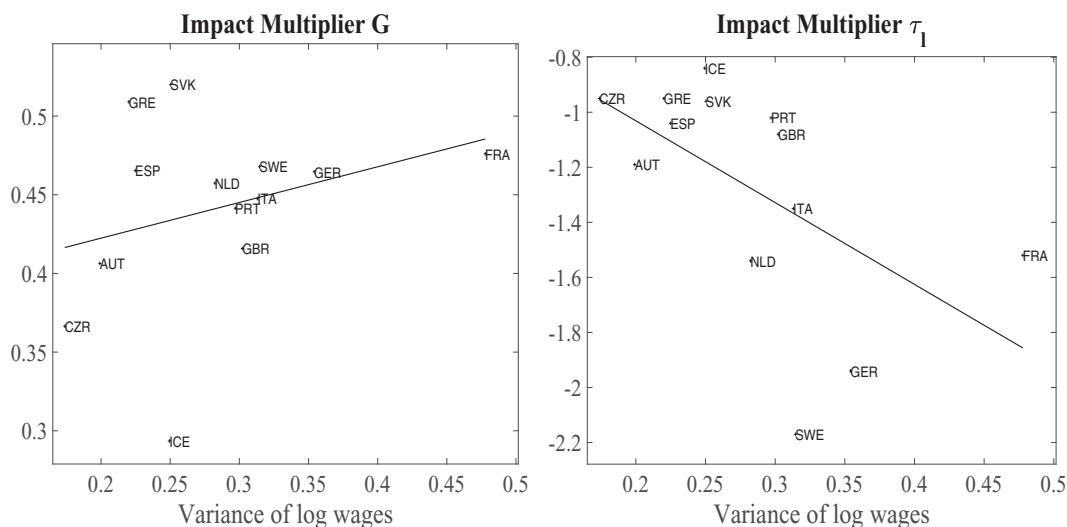 Impact Multiplier G
0.5
0.45
0.4
0.35
0.3
SVK
GRE
ESP
SWE
GER
FRA
NLD
ITA
PRT
GBR
AUT
CZR
ICE
0.2 0.25 0.3 0.35 0.4 0.45 0.5
Variance of log wages
Impact Multiplier τl
-0.8
-1
-1.2
-1.4
-1.6
-1.8
-2
-2.2
ICE
CZR
GRE
SVK
ESP
PRT
GBR
AUT
ITA
NLD
FRA
GER
SWE
0.2 0.25 0.3 0.35 0.4 0.45 0.5
Variance of log wages